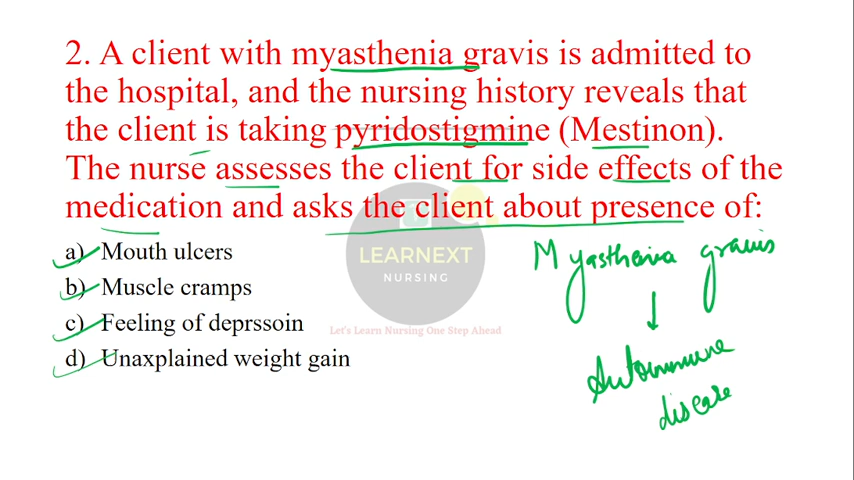 2. A client with myasthenia gravis is admitted to
the hospital, and the nursing history reveals that
the client is taking pyridostigmine (Mestinon).
The nurse assesses the client for side effects of the
medication and asks the client about presence of:
a) Mouth ulcers
b) Muscle cramps
c) Feeling of deprssoin
d) Unaxplained weight gain
LEARNEXT
NURSING
Let's Learn Nursing One Step Ahead
Myasthenia gravis
↓
Autoimmune
disease